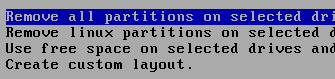 Remove all partitions on selected dri
Remove linux partitions on selected d
Use free space on selected drives and
Create custom layout.